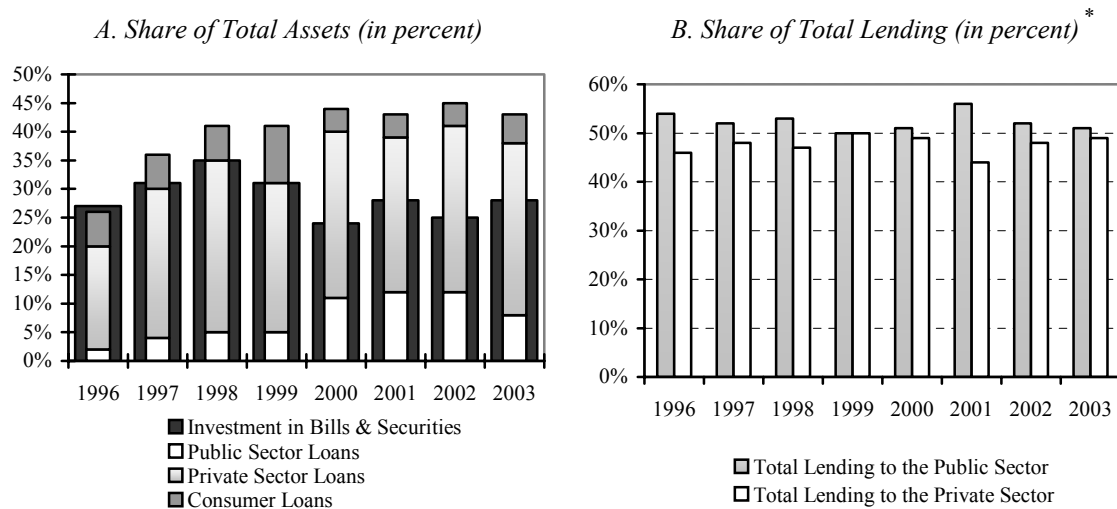 A. Share of Total Assets (in percent)
50%
45%
40%
35%
30%
25%
20%
15%
10%
5%
0%
1996 1997 1998 1999 2000 2001 2002 2003
Investment in Bills & Securities
Public Sector Loans
Private Sector Loans
Consumer Loans
B. Share of Total Lending (in percent) *
60%
50%
40%
30%
20%
10%
0%
1996 1997 1998 1999 2000 2001 2002 2003
Total Lending to the Public Sector
Total Lending to the Private Sector